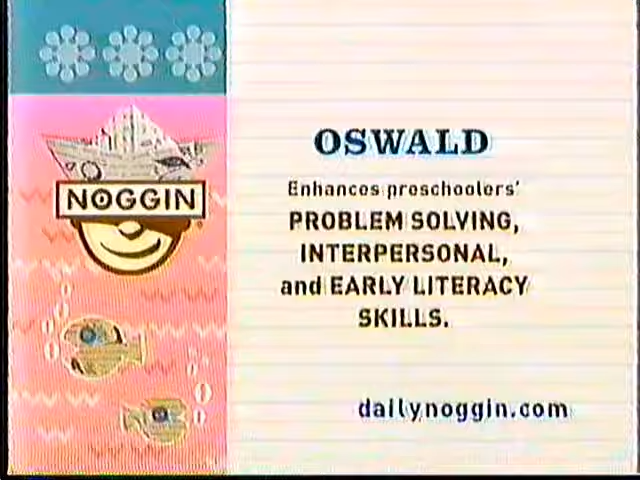 NOGGIN
OSWALD
Enhances preschoolers'
PROBLEM SOLVING,
INTERPERSONAL,
and EARLY LITERACY
SKILLS.
dailynoggin.com